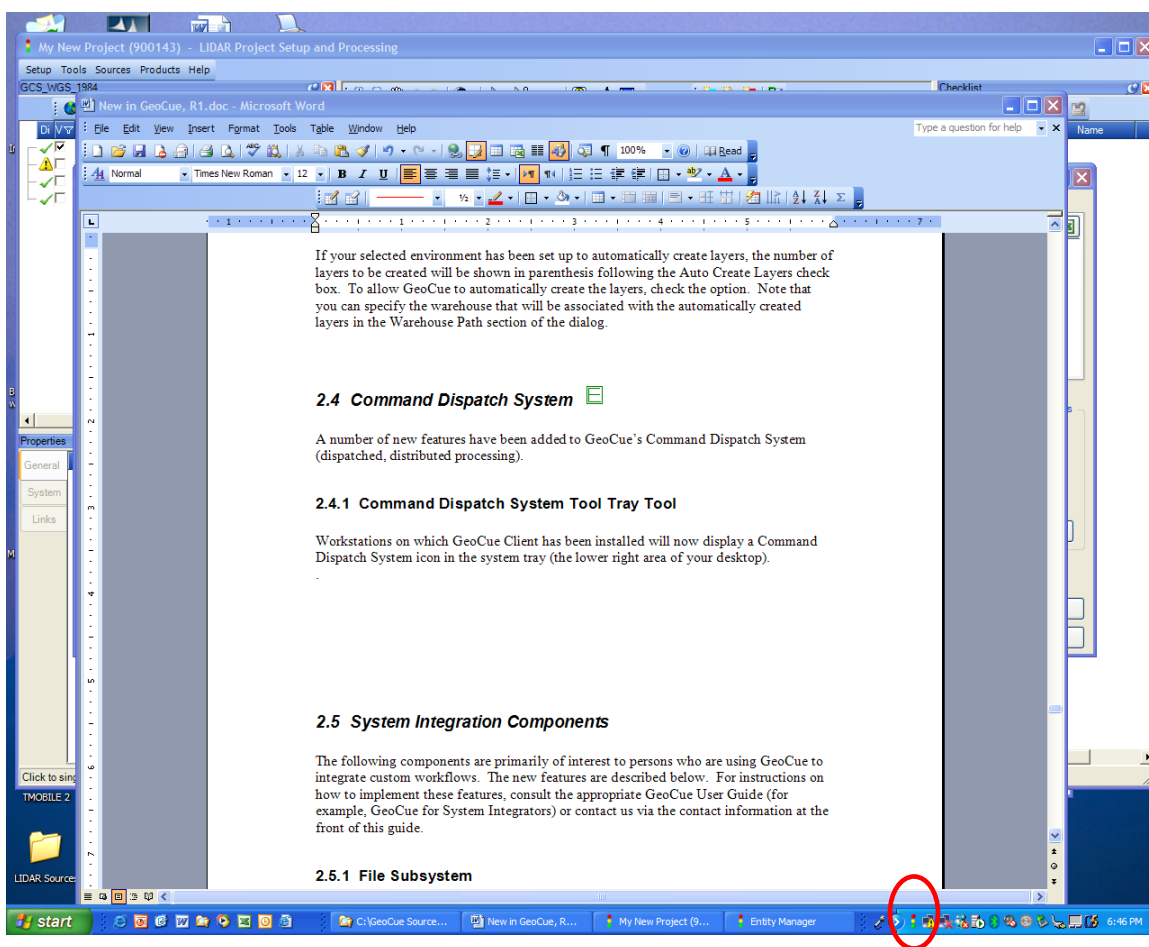 My New Project (900143) - LIDAR Project Setup and Processing
Setup Tools Sources Products Help
GCS_WGS_1984
Checklist
New in GeoCue, R1.doc - Microsoft Word
Di
Name
File Edit View Insert Format Tools Table Window Help
Type a question for help
100%
Read
Normal
Times New Roman
12
B I U
If your selected environment has been set up to automatically create layers, the number of
layers to be created will be shown in parenthesis following the Auto Create Layers check
box. To allow GeoCue to automatically create the layers, check the option. Note that
you can specify the warehouse that will be associated with the automatically created
layers in the Warehouse Path section of the dialog.
2.4 Command Dispatch System
A number of new features have been added to GeoCue's Command Dispatch System
(dispatched, distributed processing).
Properties
General
System
Links
2.4.1 Command Dispatch System Tool Tray Tool
Workstations on which GeoCue Client has been installed will now display a Command
Dispatch System icon in the system tray (the lower right area of your desktop).
.
2.5 System Integration Components
The following components are primarily of interest to persons who are using GeoCue to
integrate custom workflows. The new features are described below. For instructions on
how to implement these features, consult the appropriate GeoCue User Guide (for
example, GeoCue for System Integrators) or contact us via the contact information at the
front of this guide.
Click to sing
TMOBILE 2
LIDAR Source
2.5.1 File Subsystem
start
C:\GeoCue Source...
New in GeoCue, R...
My New Project (9...
Entity Manager
6:46 PM